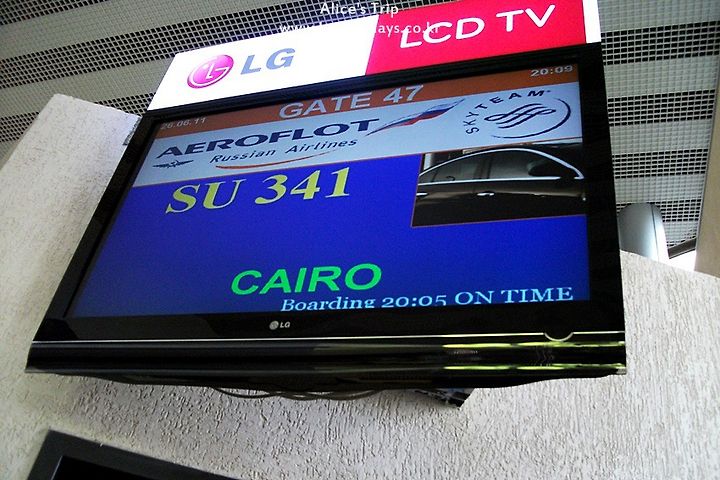 Alice's Trip
LG
LCD TV
26.06.11
GATE 47
20:09
AEROFLOT
Russian Airlines
SKYTEAM
SU 341
CAIRO
Boarding 20:05 ON TIME
LG